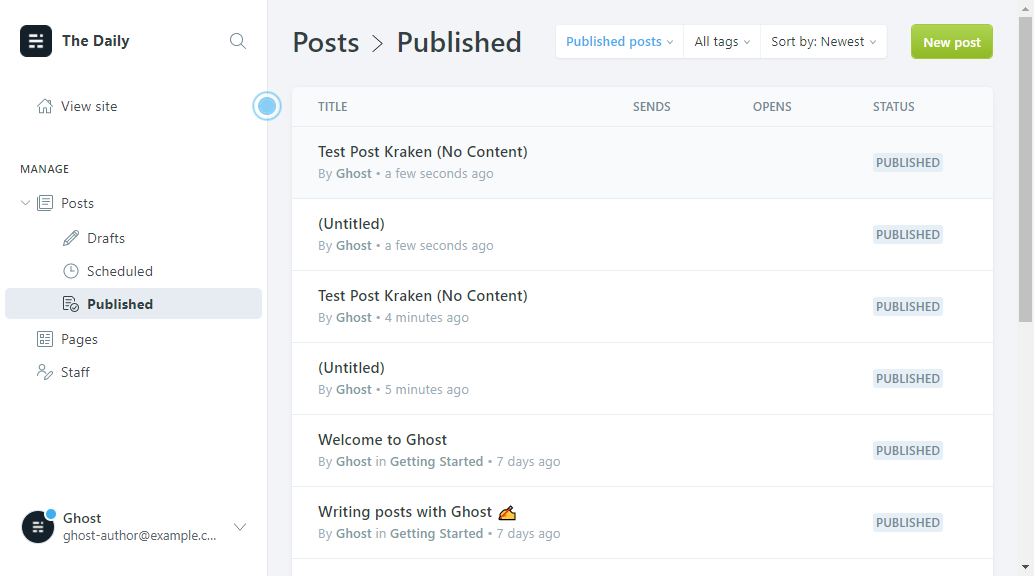 The Daily
View site
MANAGE
Posts
Drafts
Scheduled
Published
Pages
Staff
Ghost
ghost-author@example.c...
Posts > Published
Published posts
All tags
Sort by: Newest
New post
TITLE SENDS OPENS STATUS
Test Post Kraken (No Content)
By Ghost • a few seconds ago
PUBLISHED
(Untitled)
By Ghost • a few seconds ago
PUBLISHED
Test Post Kraken (No Content)
By Ghost • 4 minutes ago
PUBLISHED
(Untitled)
By Ghost • 5 minutes ago
PUBLISHED
Welcome to Ghost
By Ghost in Getting Started • 7 days ago
PUBLISHED
Writing posts with Ghost ✍️
By Ghost in Getting Started • 7 days ago
PUBLISHED